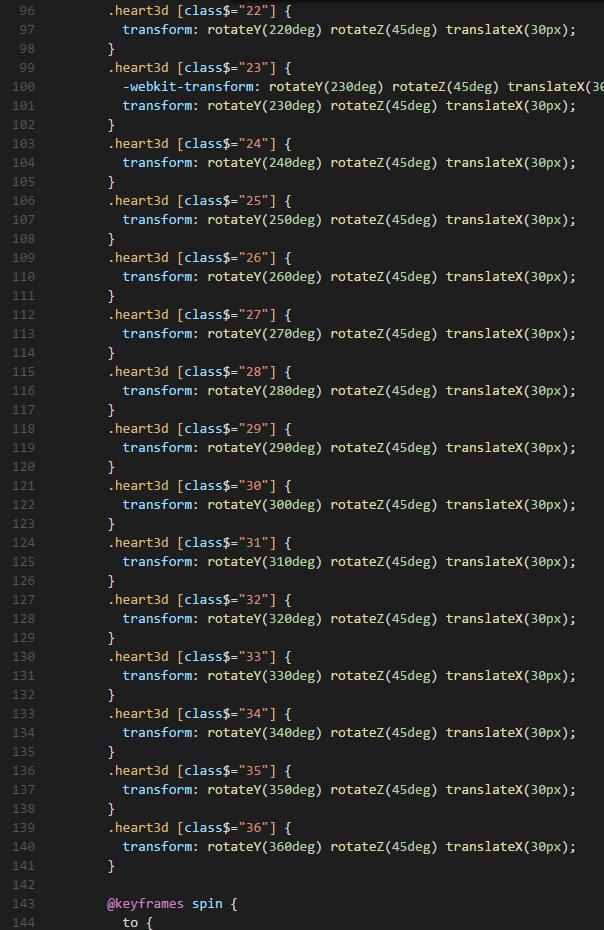 96 .heart3d [class$="22"] {
97 transform: rotateY(220deg) rotateZ(45deg) translateX(30px);
98 }
99 .heart3d [class$="23"] {
100 -webkit-transform: rotateY(230deg) rotateZ(45deg) translateX(30
101 transform: rotateY(230deg) rotateZ(45deg) translateX(30px);
102 }
103 .heart3d [class$="24"] {
104 transform: rotateY(240deg) rotateZ(45deg) translateX(30px);
105 }
106 .heart3d [class$="25"] {
107 transform: rotateY(250deg) rotateZ(45deg) translateX(30px);
108 }
109 .heart3d [class$="26"] {
110 transform: rotateY(260deg) rotateZ(45deg) translateX(30px);
111 }
112 .heart3d [class$="27"] {
113 transform: rotateY(270deg) rotateZ(45deg) translateX(30px);
114 }
115 .heart3d [class$="28"] {
116 transform: rotateY(280deg) rotateZ(45deg) translateX(30px);
117 }
118 .heart3d [class$="29"] {
119 transform: rotateY(290deg) rotateZ(45deg) translateX(30px);
120 }
121 .heart3d [class$="30"] {
122 transform: rotateY(300deg) rotateZ(45deg) translateX(30px);
123 }
124 .heart3d [class$="31"] {
125 transform: rotateY(310deg) rotateZ(45deg) translateX(30px);
126 }
127 .heart3d [class$="32"] {
128 transform: rotateY(320deg) rotateZ(45deg) translateX(30px);
129 }
130 .heart3d [class$="33"] {
131 transform: rotateY(330deg) rotateZ(45deg) translateX(30px);
132 }
133 .heart3d [class$="34"] {
134 transform: rotateY(340deg) rotateZ(45deg) translateX(30px);
135 }
136 .heart3d [class$="35"] {
137 transform: rotateY(350deg) rotateZ(45deg) translateX(30px);
138 }
139 .heart3d [class$="36"] {
140 transform: rotateY(360deg) rotateZ(45deg) translateX(30px);
141 }
142
143 @keyframes spin {
144 to {